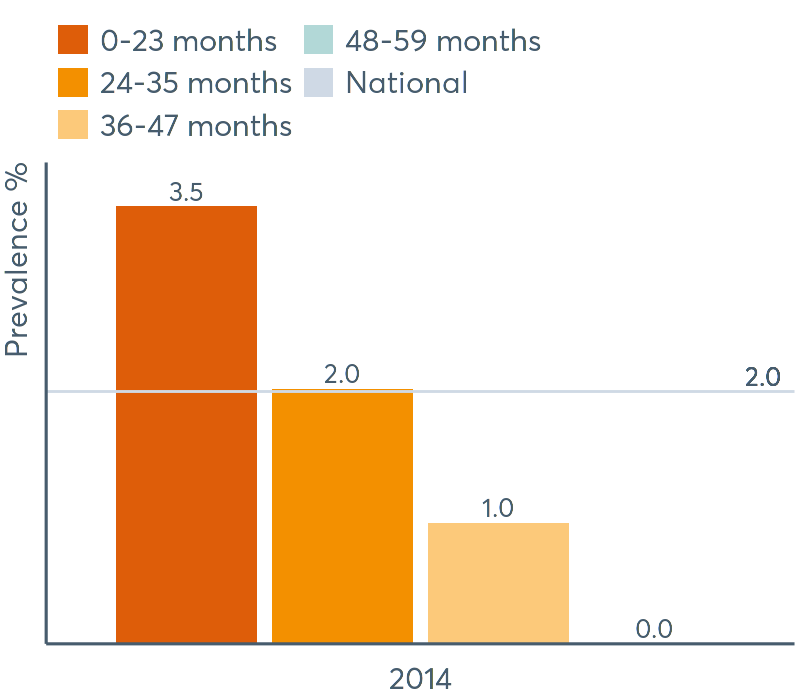 0-23 months
48-59 months
24-35 months
National
36-47 months
Prevalence %
3.5
2.0
2.0
1.0
0.0
2014